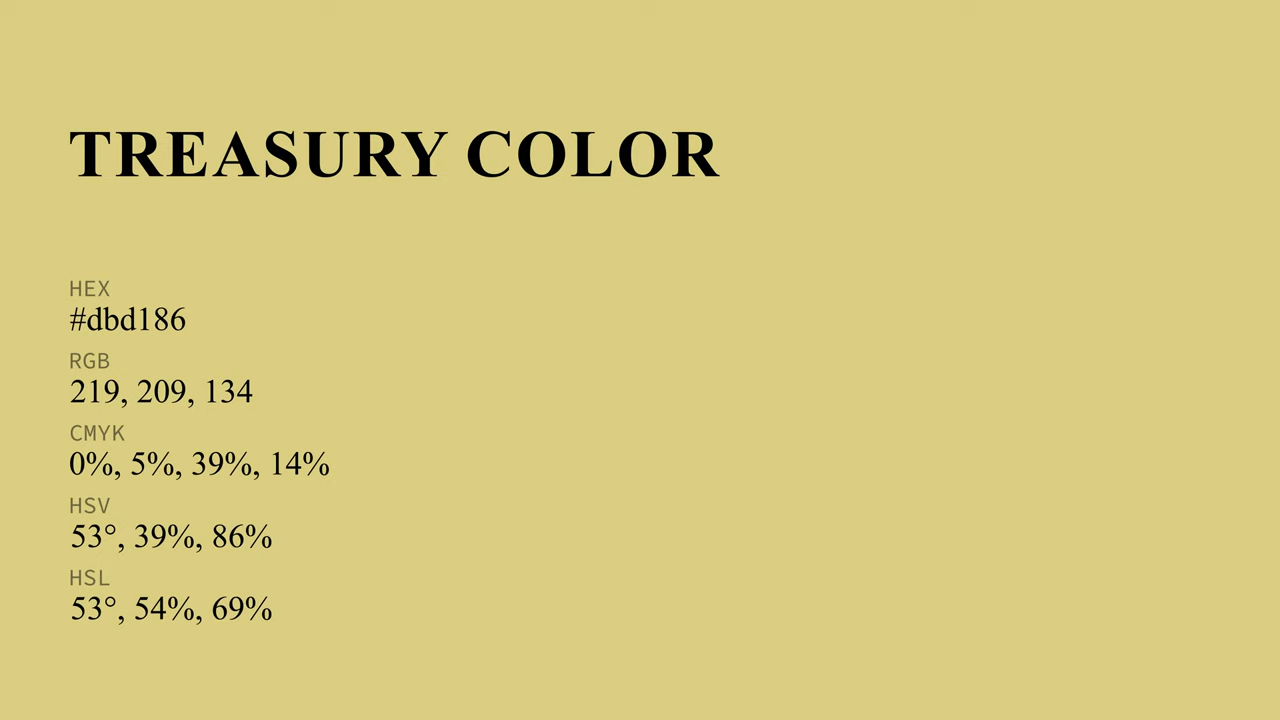 TREASURY COLOR
HEX
#dbd186
RGB
219, 209, 134
CMYK
0%, 5%, 39%, 14%
HSV
53°, 39%, 86%
HSL
53°, 54%, 69%